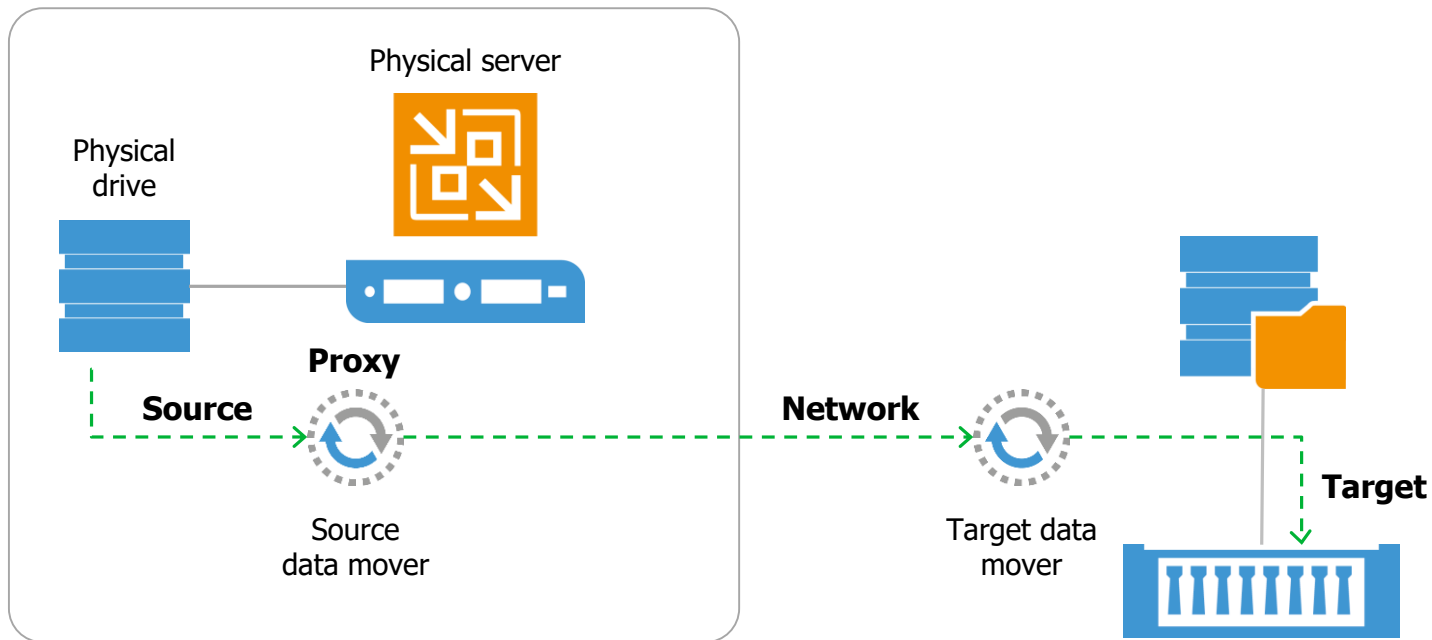 Physical server
Physical
drive
Proxy
Source
Network
Target
Source
data mover
Target data
mover